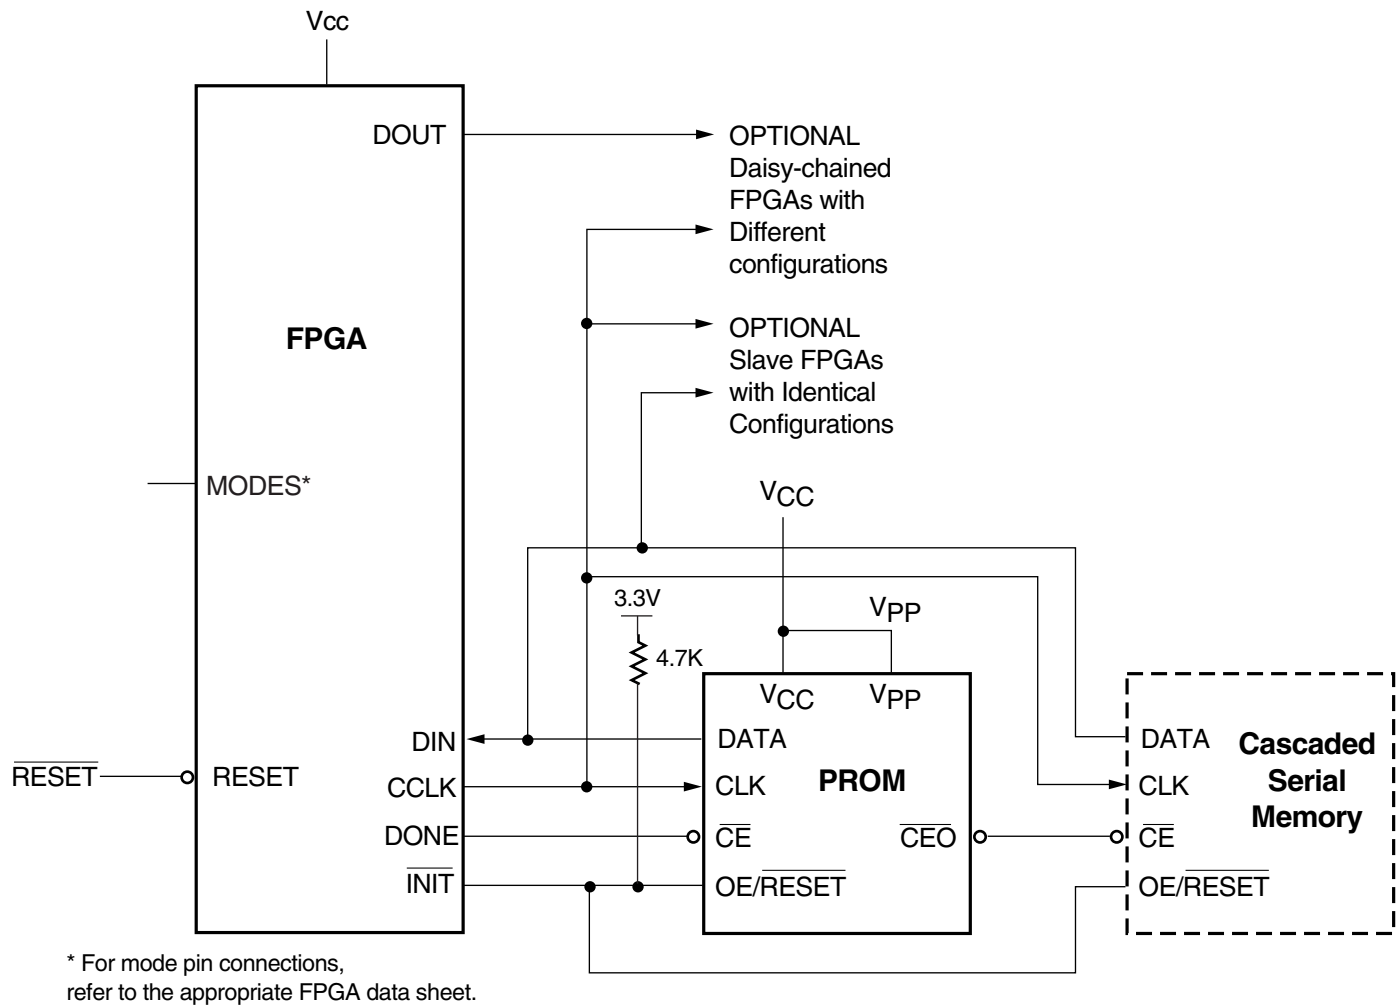 Vcc
DOUT
OPTIONAL
Daisy-chained
FPGAs with
Different
configurations
FPGA
OPTIONAL
Slave FPGAs
with Identical
Configurations
MODES*
VCC
3.3V
VPP
4.7K
VCC
VPP
DIN
DATA
DATA
Cascaded
Serial
Memory
RESET
RESET
CCLK
CLK
PROM
CLK
DONE
CE
CEO
CE
INIT
OE/RESET
OE/RESET
* For mode pin connections,
refer to the appropriate FPGA data sheet.